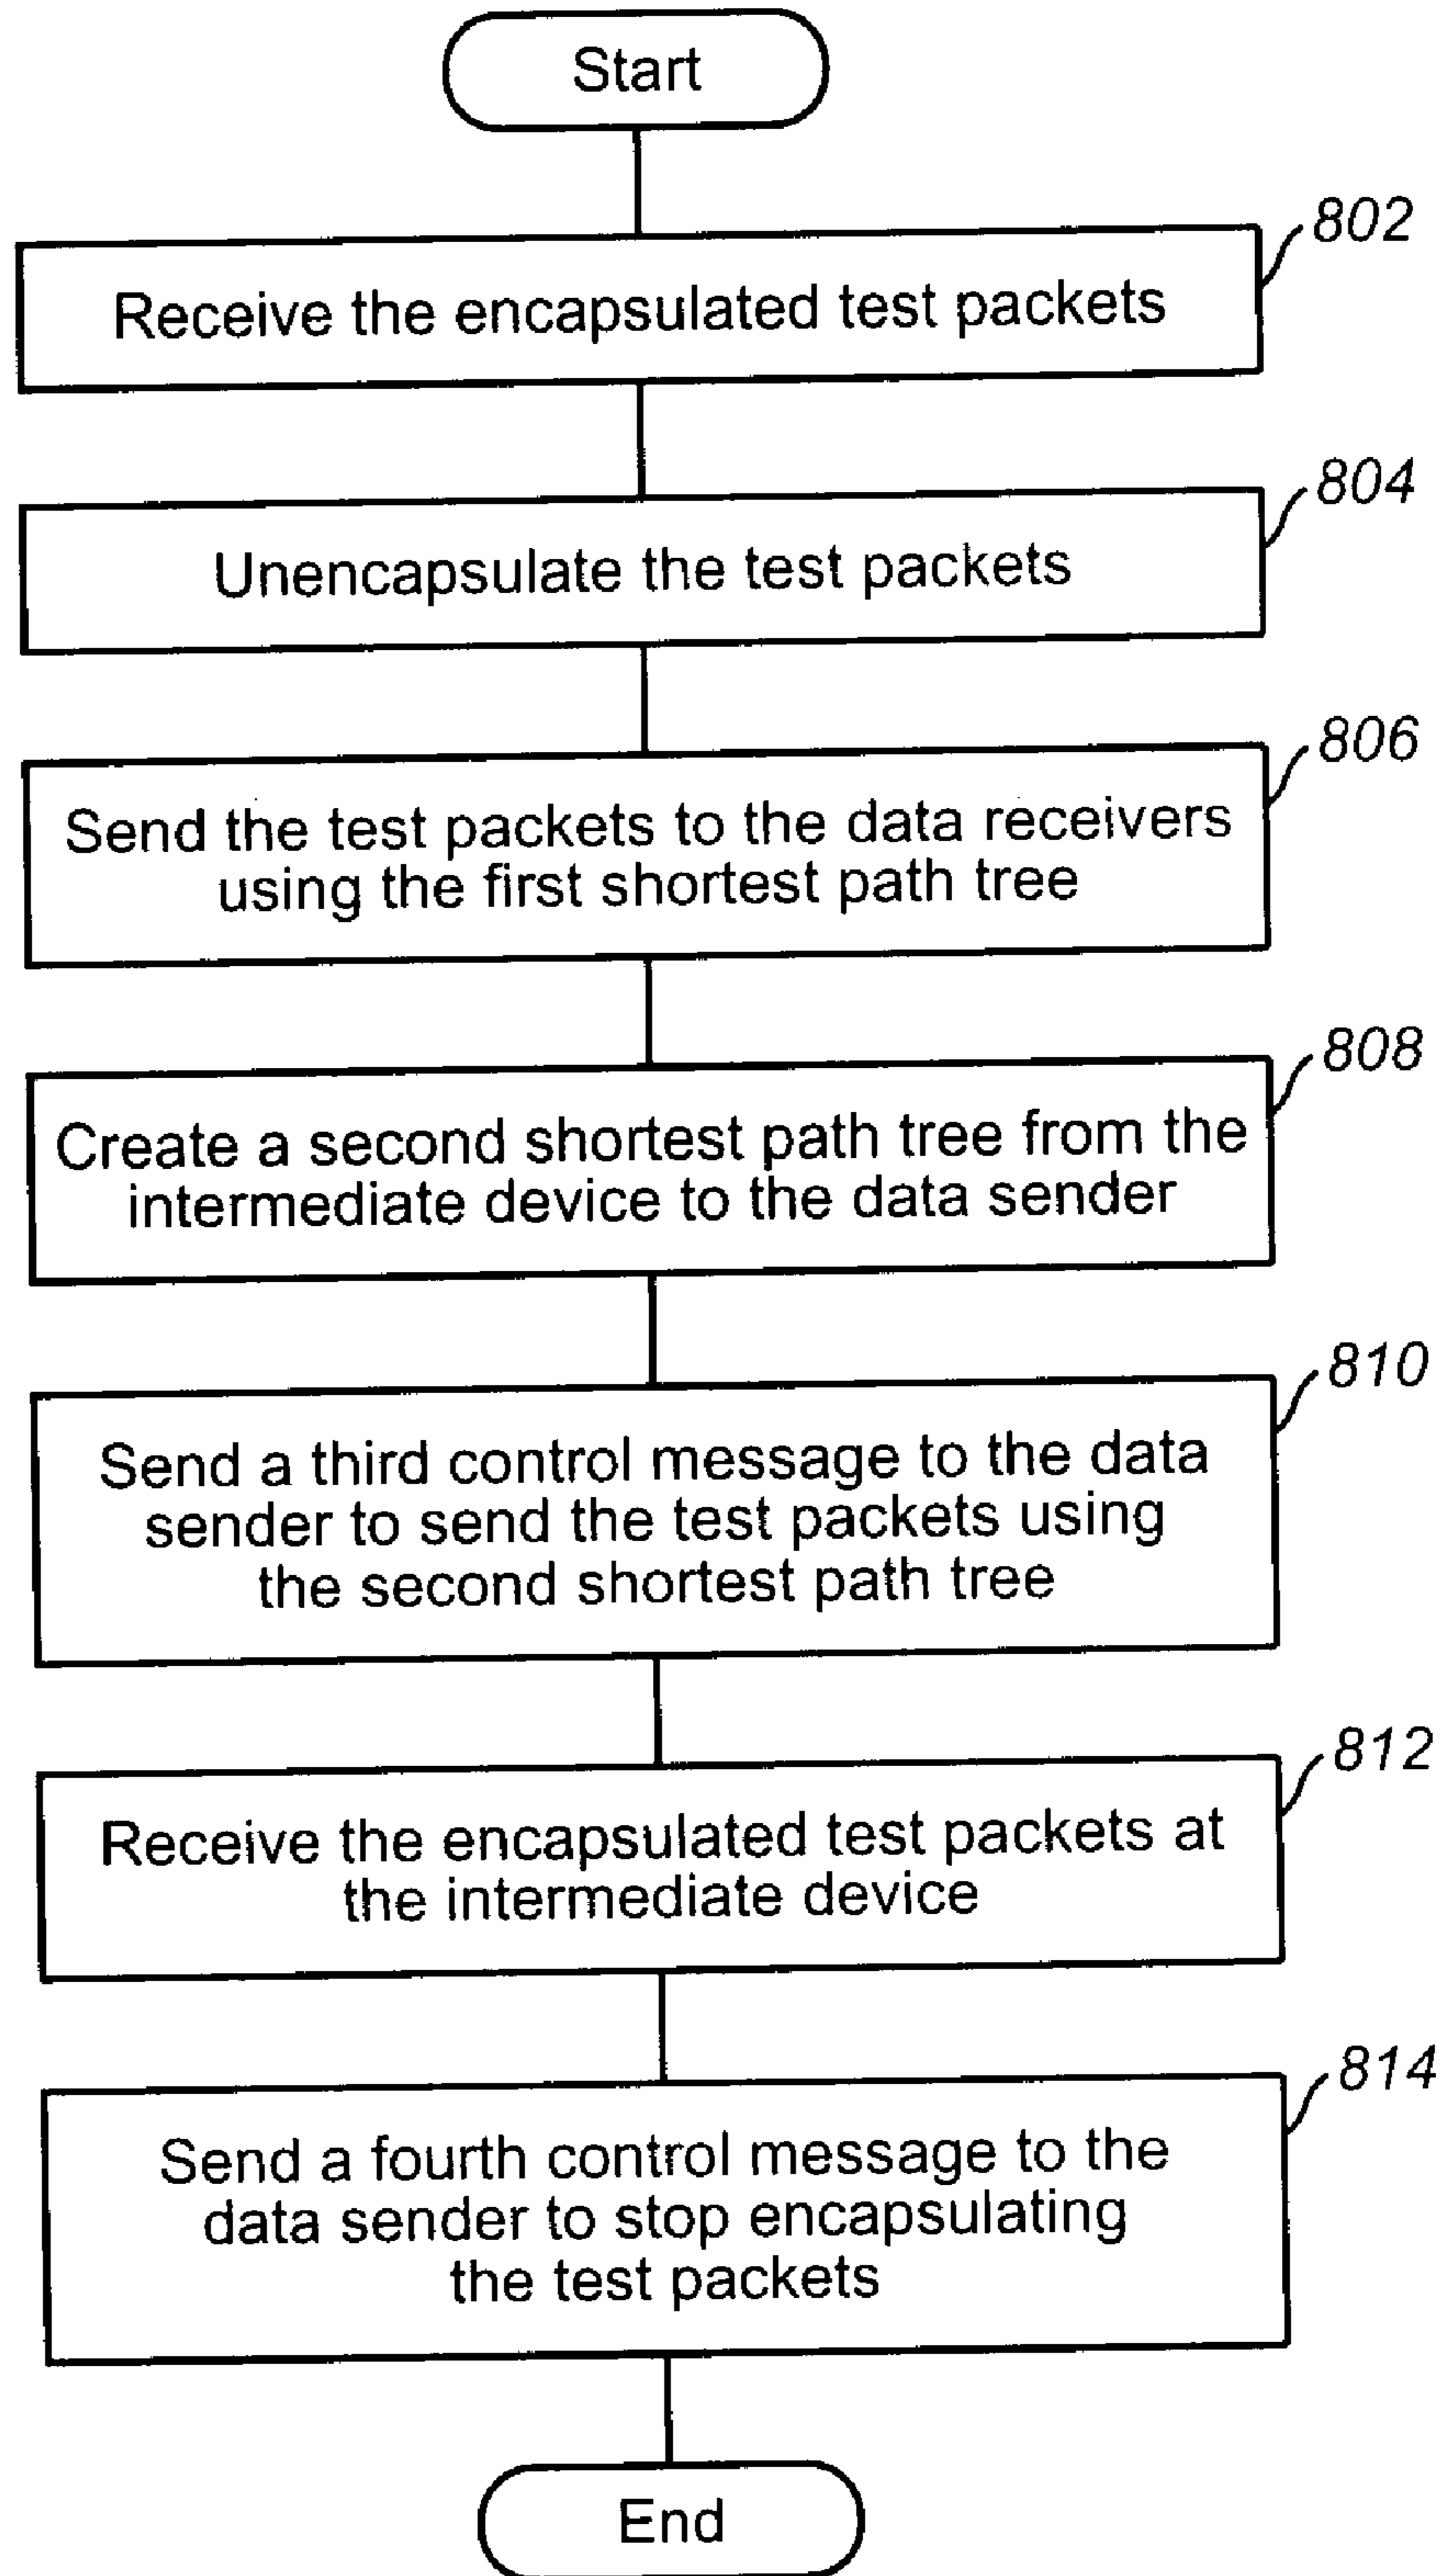 Start
802
Receive the encapsulated test packets
804
Unencapsulate the test packets
806
Send the test packets to the data receivers
using the first shortest path tree
808
Create a second shortest path tree from the
intermediate device to the data sender
810
Send a third control message to the data
sender to send the test packets using
the second shortest path tree
812
Receive the encapsulated test packets at
the intermediate device
814
Send a fourth control message to the
data sender to stop encapsulating
the test packets
End